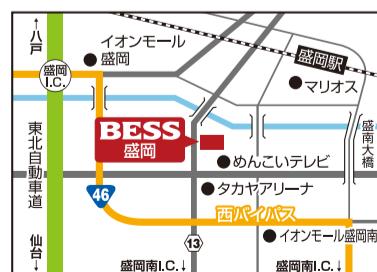 ↑八戸
イオンモール
盛岡
盛岡駅
盛岡
I.C.
マリオス
BESS
盛岡
盛南大橋
めんこいテレビ
東北自動車道
46
タカヤアリーナ
西バイパス
イオンモール盛岡南
13
仙台↓
盛岡南I.C.↓
盛岡南I.C.↓